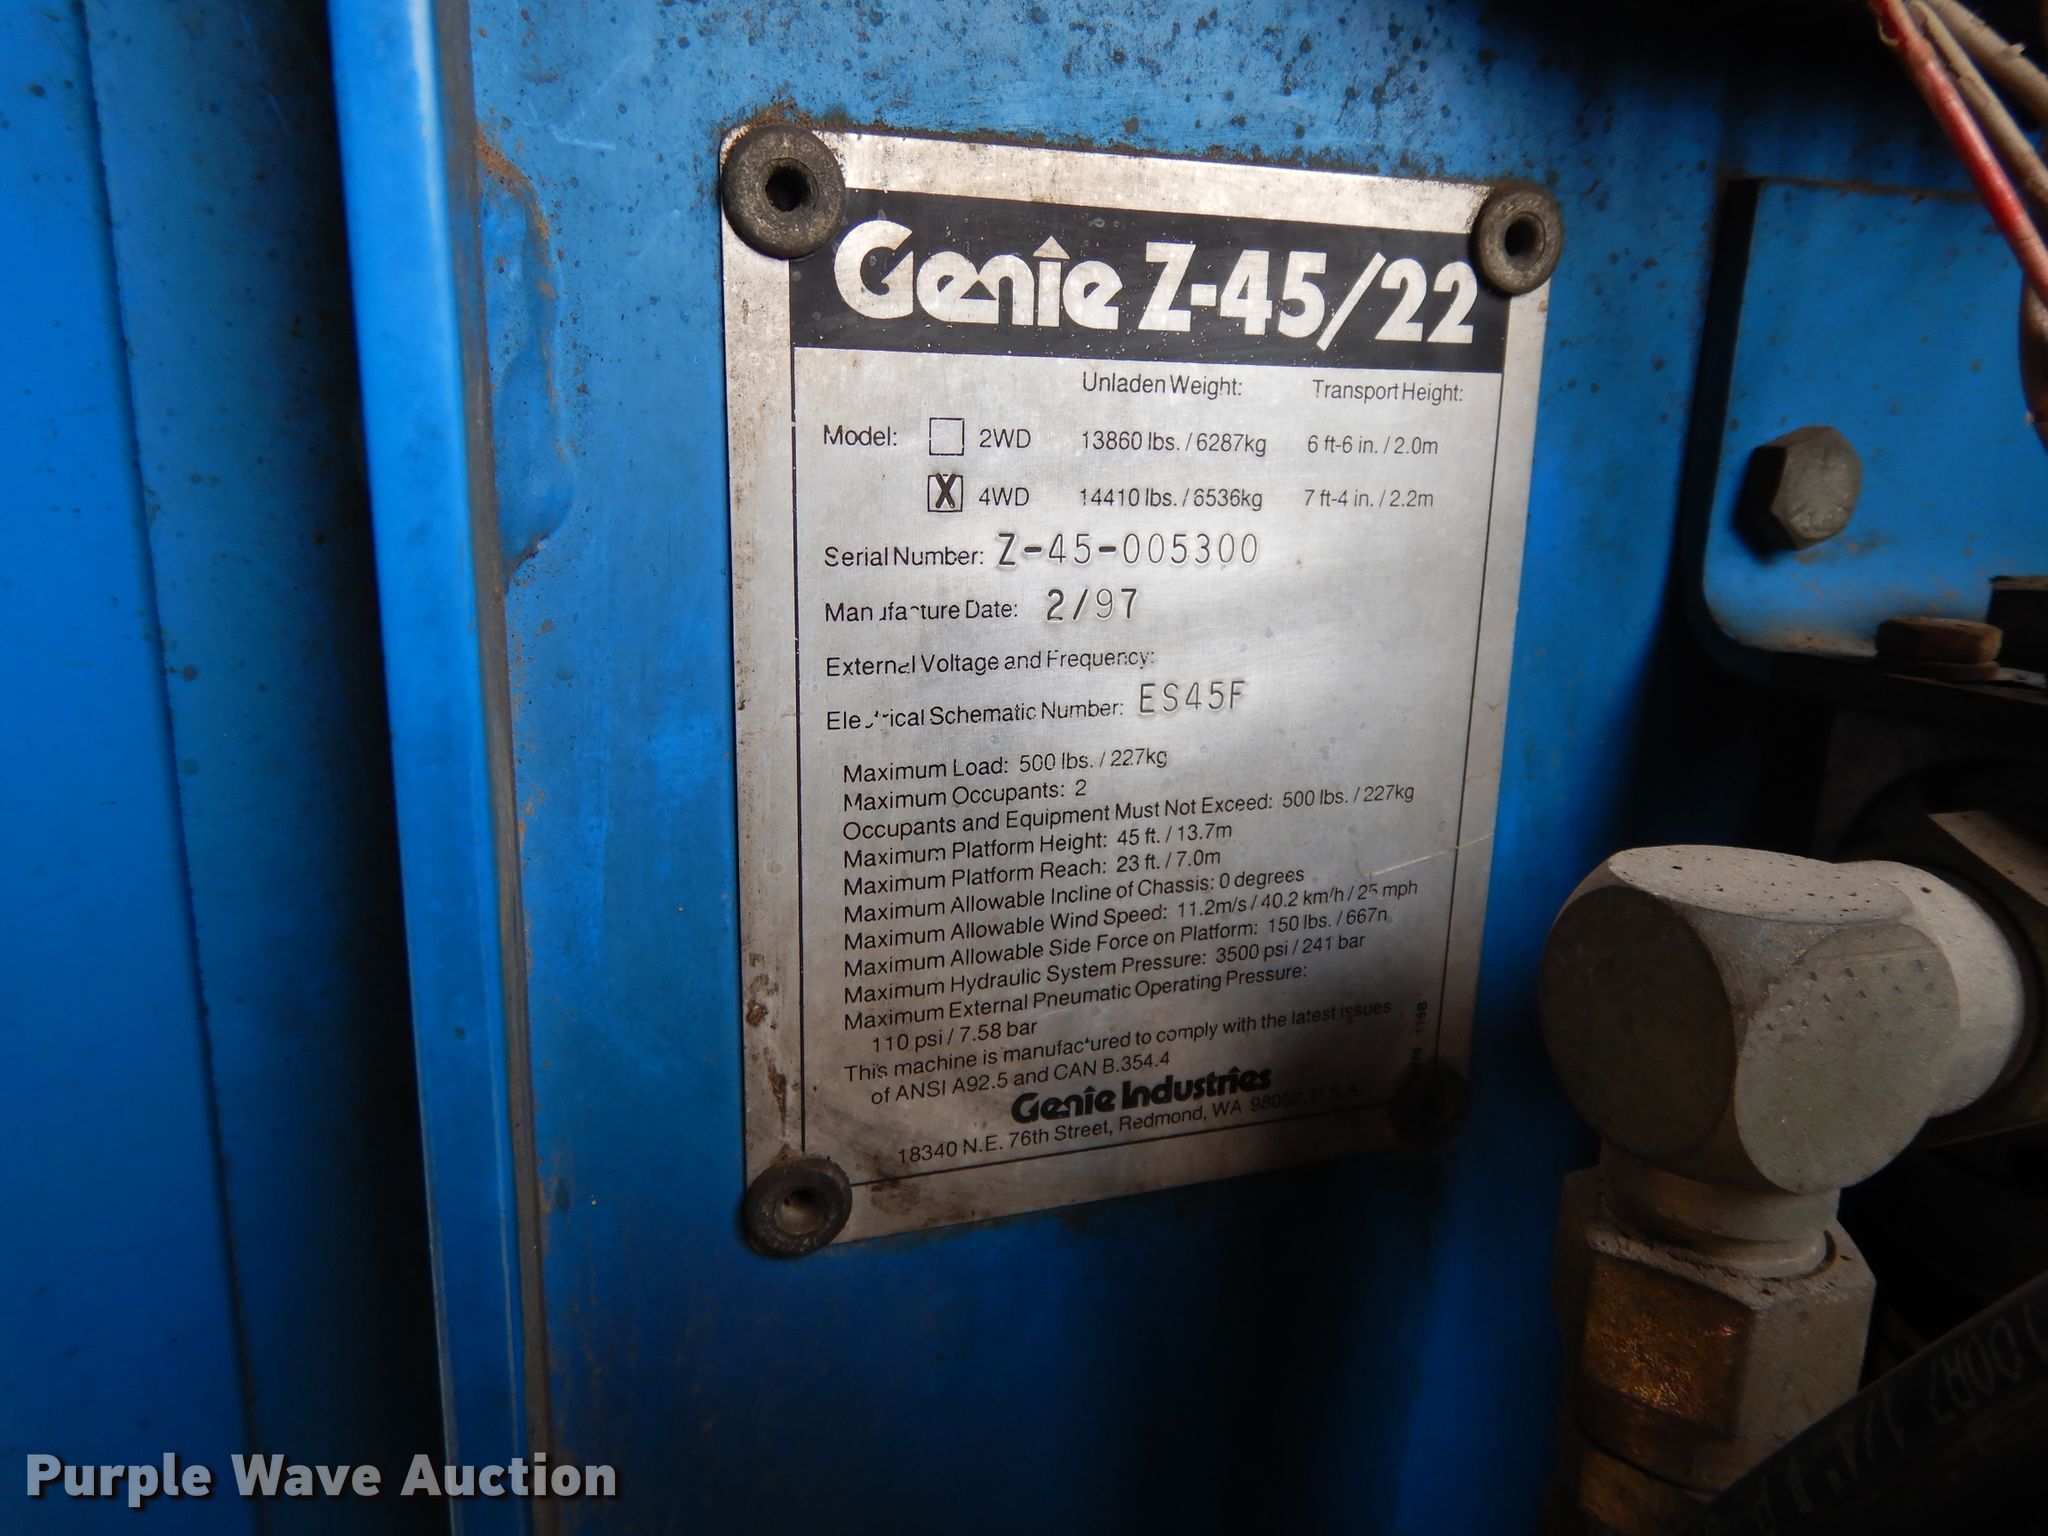 Genie Z-45/22
Unladen Weight: Transport Height:
Model: 2WD 13860 lbs. / 6287kg 6 ft-6 in. / 2.0m
X 4WD 14410 lbs. / 6536kg 7 ft-4 in. / 2.2m
Serial Number: Z-45-005300
Manufacture Date: 2/97
External Voltage and Frequency:
Electrical Schematic Number: ES45F
Maximum Load: 500 lbs. / 227kg
Maximum Occupants: 2
Occupants and Equipment Must Not Exceed: 500 lbs. / 227kg
Maximum Platform Height: 45 ft. / 13.7m
Maximum Platform Reach: 23 ft. / 7.0m
Maximum Allowable Incline of Chassis: 0 degrees
Maximum Allowable Wind Speed: 11.2m/s / 40.2 km/h / 25 mph
Maximum Allowable Side Force on Platform: 150 lbs. / 667n
Maximum Hydraulic System Pressure: 3500 psi / 241 bar
Maximum External Pneumatic Operating Pressure:
110 psi / 7.58 bar
This machine is manufactured to comply with the latest issues
of ANSI A92.5 and CAN B.354.4
Genie Industries
18340 N.E. 76th Street, Redmond, WA 98052, U.S.A.
Purple Wave Auction